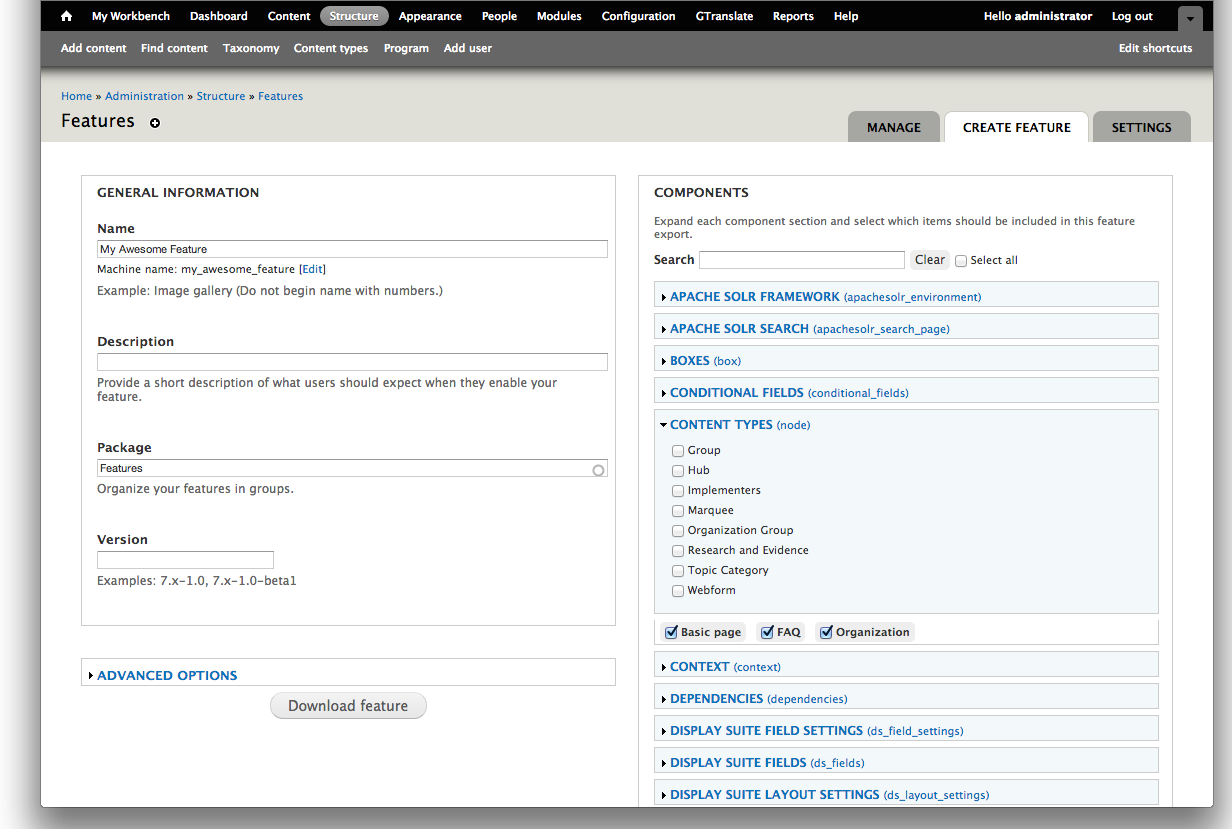 My Workbench Dashboard Content Structure Appearance People Modules Configuration GTranslate Reports Help Hello administrator Log out
Add content Find content Taxonomy Content types Program Add user Edit shortcuts
Home » Administration » Structure » Features
Features
MANAGE CREATE FEATURE SETTINGS
GENERAL INFORMATION
Name
My Awesome Feature
Machine name: my_awesome_feature [Edit]
Example: Image gallery (Do not begin name with numbers.)
Description
Provide a short description of what users should expect when they enable your
feature.
Package
Features
Organize your features in groups.
Version
Examples: 7.x-1.0, 7.x-1.0-beta1
ADVANCED OPTIONS
Download feature
COMPONENTS
Expand each component section and select which items should be included in this feature
export.
Search Clear Select all
APACHE SOLR FRAMEWORK (apachesolr_environment)
APACHE SOLR SEARCH (apachesolr_search_page)
BOXES (box)
CONDITIONAL FIELDS (conditional_fields)
CONTENT TYPES (node)
Group
Hub
Implementers
Marquee
Organization Group
Research and Evidence
Topic Category
Webform
Basic page FAQ Organization
CONTEXT (context)
DEPENDENCIES (dependencies)
DISPLAY SUITE FIELD SETTINGS (ds_field_settings)
DISPLAY SUITE FIELDS (ds_fields)
DISPLAY SUITE LAYOUT SETTINGS (ds_layout_settings)